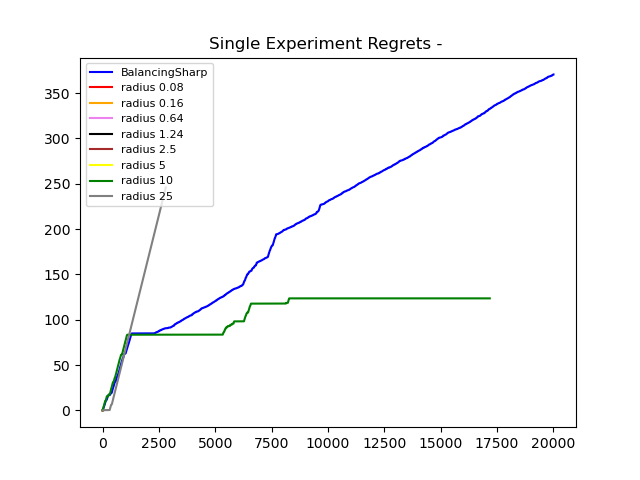 Single Experiment Regrets -
BalancingSharp
radius 0.08
radius 0.16
radius 0.64
radius 1.24
radius 2.5
radius 5
radius 10
radius 25
350
300
250
200
150
100
50
0
0 2500 5000 7500 10000 12500 15000 17500 20000